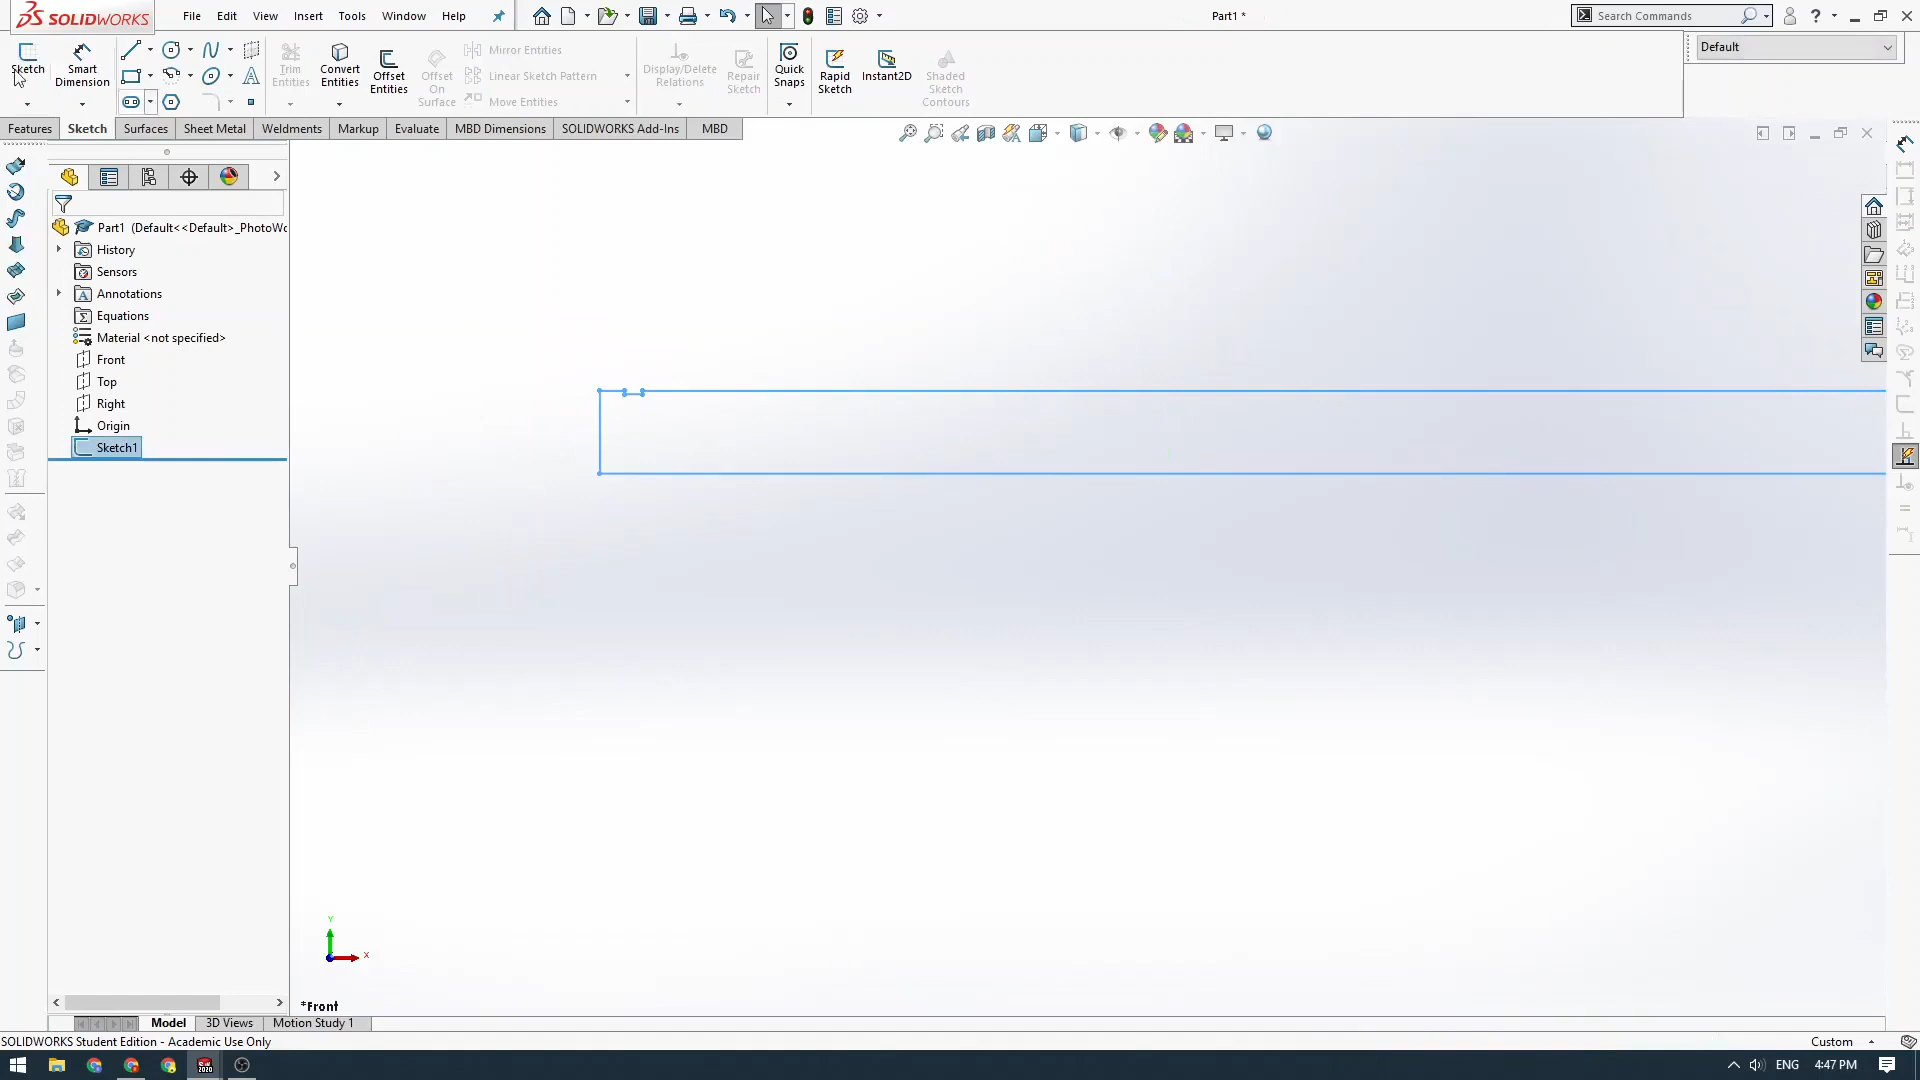 SOLIDWORKS File Edit View Insert Tools Window Help Part1 * Search Commands
Sketch Smart Dimension Trim Entities Convert Entities Offset Entities Offset On Surface Mirror Entities Linear Sketch Pattern Move Entities Display/Delete Relations Repair Sketch Quick Snaps Rapid Sketch Instant2D Shaded Sketch Contours Default
Features Sketch Surfaces Sheet Metal Weldments Markup Evaluate MBD Dimensions SOLIDWORKS Add-Ins MBD
Part1 (Default<<Default>_PhotoWo
History
Sensors
Annotations
Equations
Material <not specified>
Front
Top
Right
Origin
Sketch1
Y
X
*Front
Model 3D Views Motion Study 1
SOLIDWORKS Student Edition - Academic Use Only Custom
ENG 4:47 PM